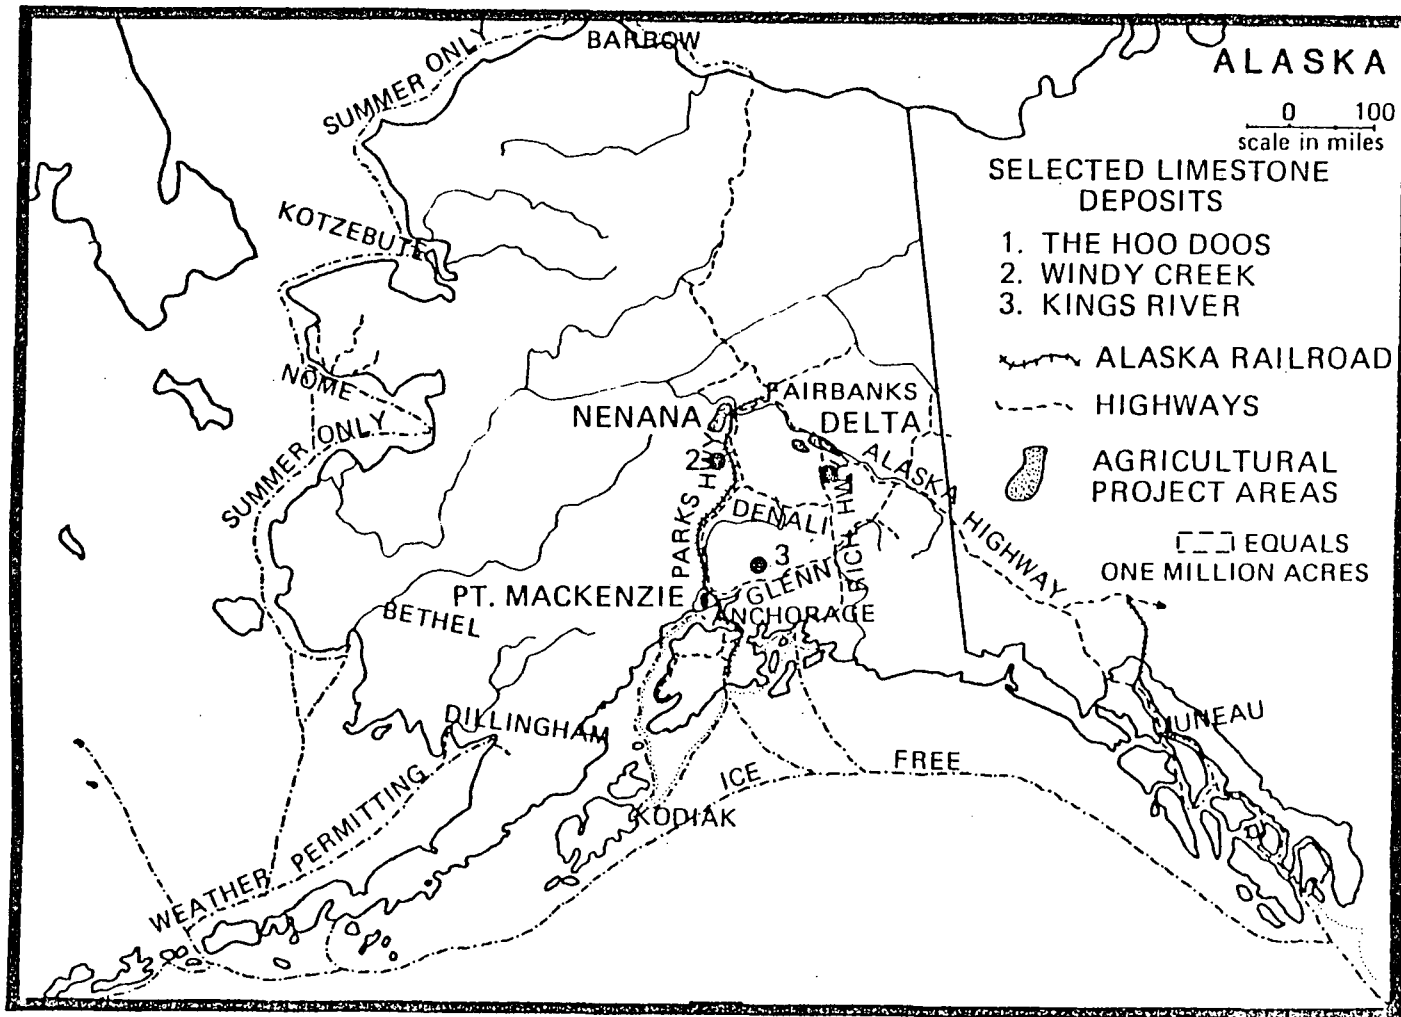 BARROW
ALASKA
SUMMER ONLY
0 100
scale in miles
SELECTED LIMESTONE
DEPOSITS
1. THE HOO DOOS
2. WINDY CREEK
3. KINGS RIVER
ALASKA RAILROAD
HIGHWAYS
AGRICULTURAL
PROJECT AREAS
EQUALS
ONE MILLION ACRES
KOTZEBUTE
NOME
SUMMER ONLY
FAIRBANKS
NENANA
DELTA
2
PARKS HWY
ALASKA
HIGHWAY
DENALI
RICH HWY
3
GLENN
PT. MACKENZIE
ANCHORAGE
BETHEL
DILLINGHAM
JUNEAU
ICE FREE
KODIAK
WEATHER PERMITTING